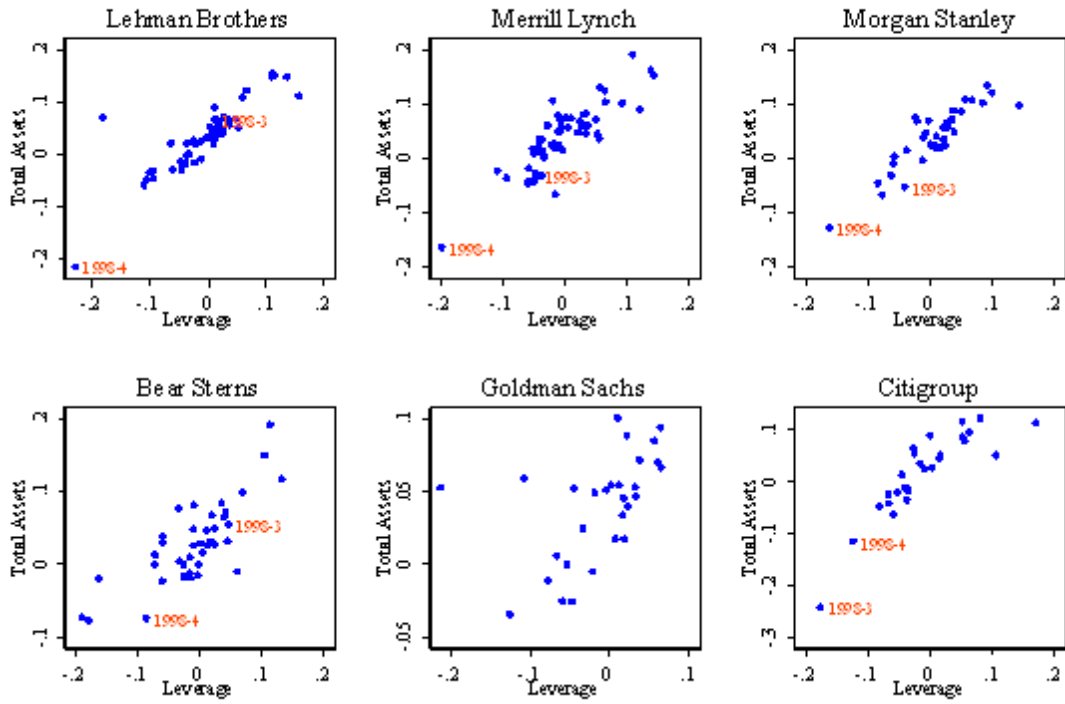 Lehman Brothers
Total Assets
.2
.1
0
-.1
-.2
1998-3
1998-4
-.2 -.1 0 .1 .2
Leverage
Merrill Lynch
Total Assets
.2
.1
0
-.1
-.2
1998-3
1998-4
-.2 -.1 0 .1 .2
Leverage
Morgan Stanley
Total Assets
.2
.1
0
-.1
-.2
1998-3
1998-4
-.2 -.1 0 .1 .2
Leverage
Bear Sterns
Total Assets
.2
.1
0
-.1
1998-3
1998-4
-.2 -.1 0 .1 .2
Leverage
Goldman Sachs
Total Assets
.1
.05
0
-.05
-.2 -.1 0 .1
Leverage
Citigroup
Total Assets
.1
0
-.1
-.2
-.3
1998-4
1998-3
-.2 -.1 0 .1 .2
Leverage